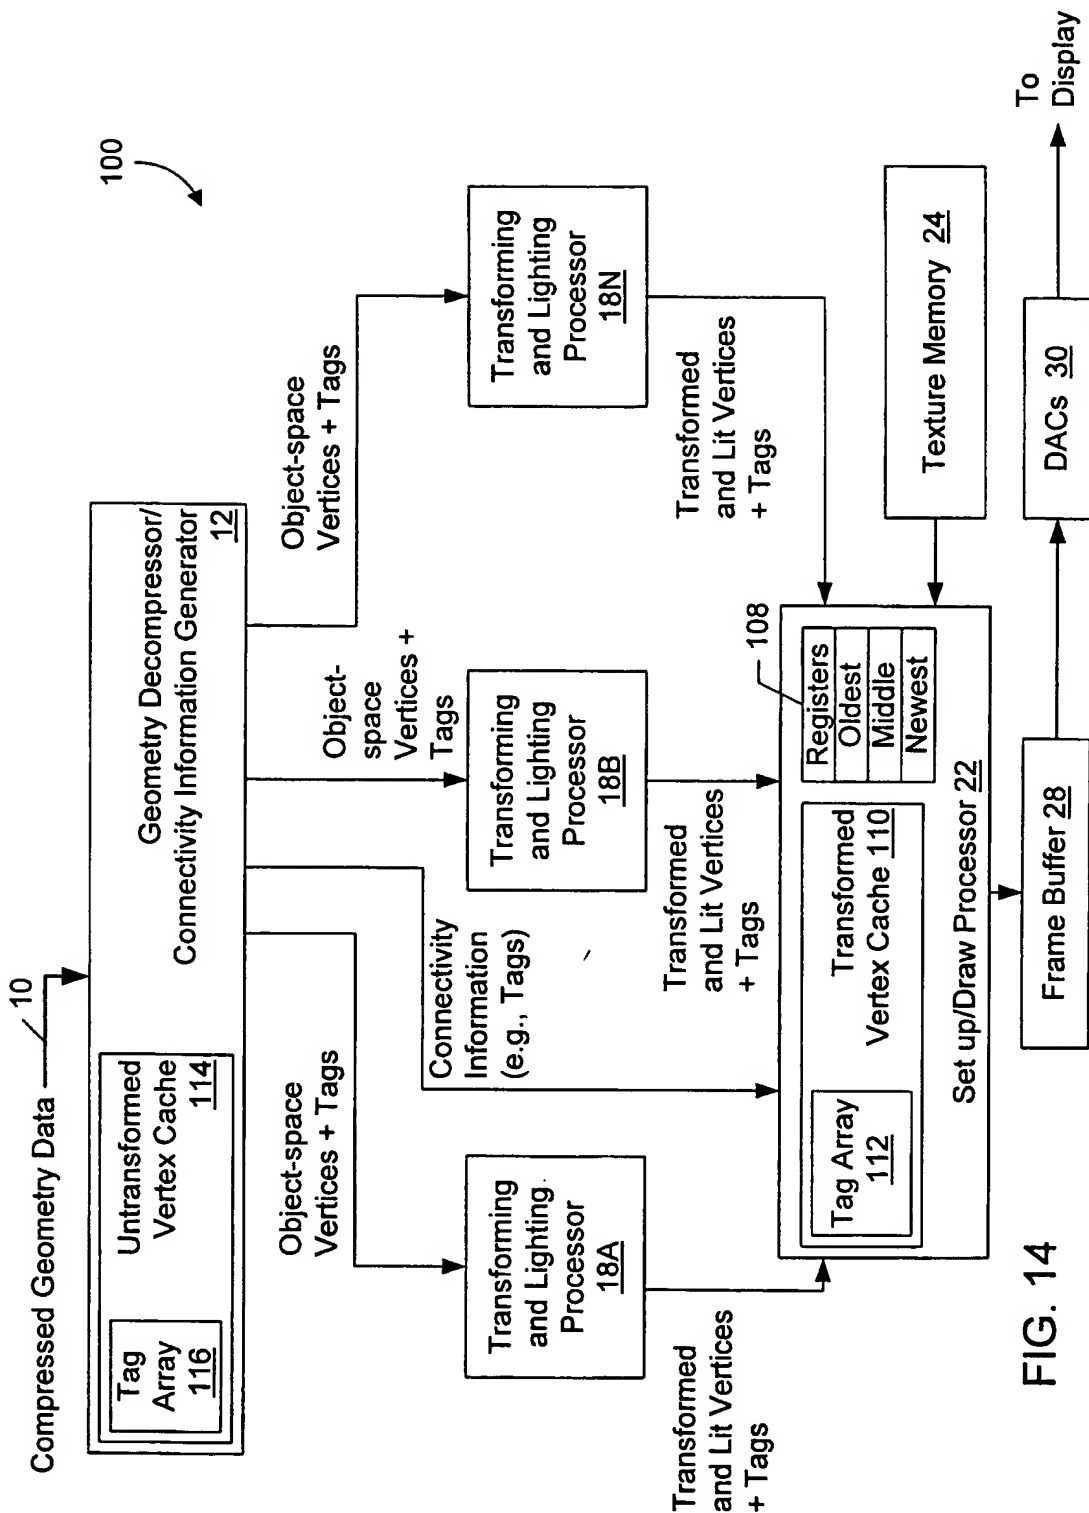 100
Compressed Geometry Data
10
Geometry Decompressor/
Connectivity Information Generator
12
Untransformed
Vertex Cache 114
Tag
Array
116
Object-space
Vertices + Tags
Connectivity
Information
(e.g., Tags)
Object-
space
Vertices +
Tags
Object-space
Vertices + Tags
Transforming
and Lighting
Processor
18A
Transforming
and Lighting
Processor
18B
Transforming
and Lighting
Processor
18N
Transformed
and Lit Vertices
+ Tags
Transformed
and Lit Vertices
+ Tags
Transformed
and Lit Vertices
+ Tags
108
Tag Array
112
Transformed
Vertex Cache 110
Registers
Oldest
Middle
Newest
Set up/Draw Processor 22
Texture Memory 24
Frame Buffer 28
DACs 30
To
Display
FIG. 14